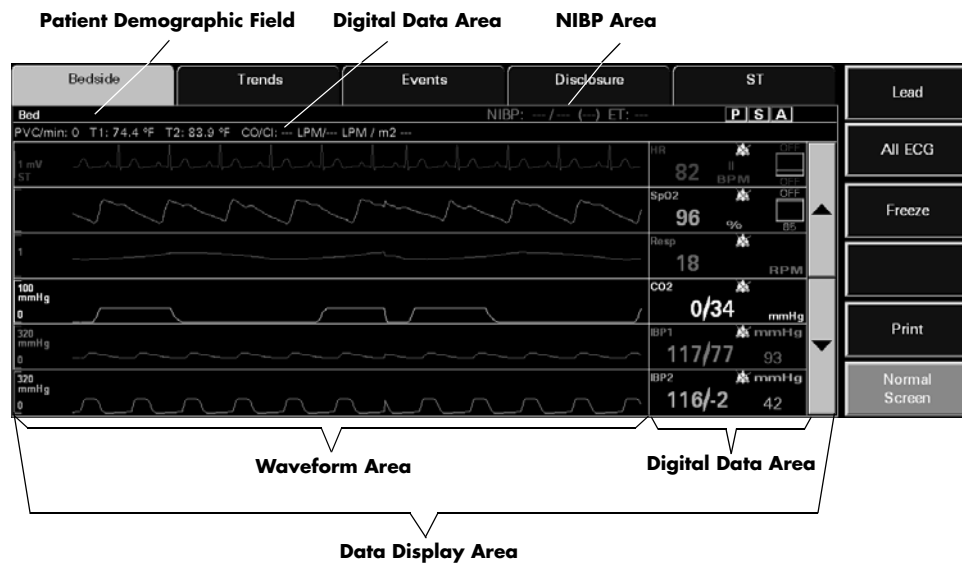 Patient Demographic Field Digital Data Area NIBP Area
Bedside Trends Events Disclosure ST
Lead
Bed NIBP: ---/--- (---) ET: --- P S A
PVC/min: 0 T1: 74.4 °F T2: 83.9 °F CO/CI: --- LPM/--- LPM / m2 ---
All ECG
1 mV
ST
HR OFF
82 II
BPM
OFF
Freeze
SpO2 OFF
96 %
85
1
Resp
18 RPM
100
mmHg
0
CO2
0/34 mmHg
Print
320
mmHg
0
IBP1 mmHg
117/77 93
320
mmHg
0
IBP2 mmHg
116/-2 42
Normal
Screen
Waveform Area Digital Data Area
Data Display Area